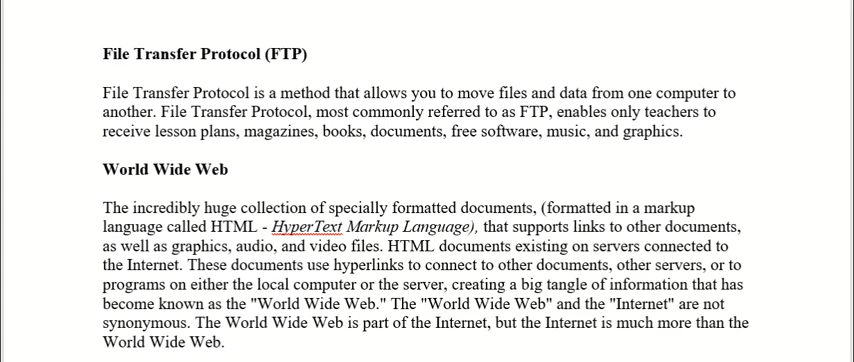 File Transfer Protocol (FTP)
File Transfer Protocol is a method that allows you to move files and data from one computer to
another. File Transfer Protocol, most commonly referred to as FTP, enables only teachers to
receive lesson plans, magazines, books, documents, free software, music, and graphics.
World Wide Web
The incredibly huge collection of specially formatted documents, (formatted in a markup
language called HTML - HyperText Markup Language), that supports links to other documents,
as well as graphics, audio, and video files. HTML documents existing on servers connected to
the Internet. These documents use hyperlinks to connect to other documents, other servers, or to
programs on either the local computer or the server, creating a big tangle of information that has
become known as the "World Wide Web." The "World Wide Web" and the "Internet" are not
synonymous. The World Wide Web is part of the Internet, but the Internet is much more than the
World Wide Web.